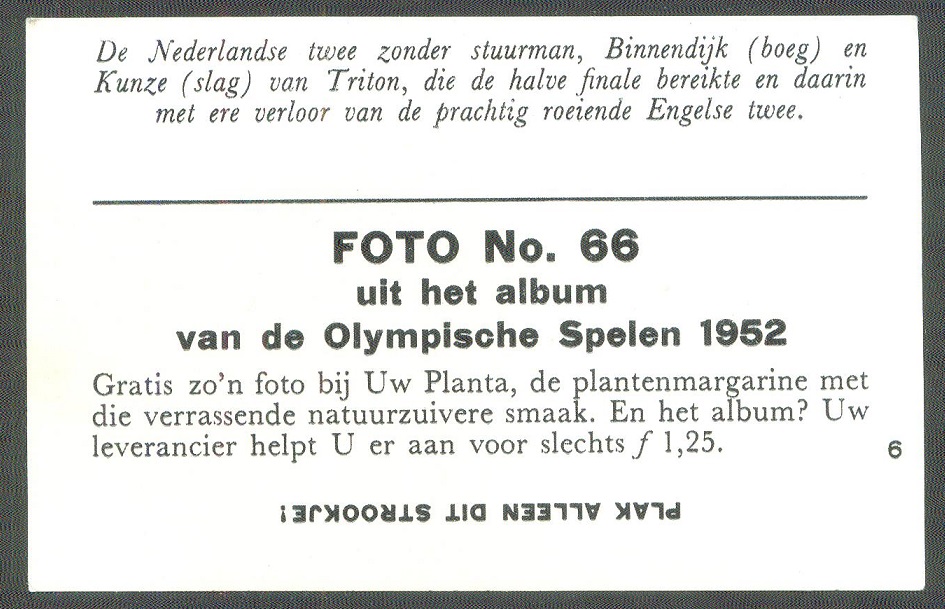 De Nederlandse twee zonder stuurman, Binnendijk (boeg) en
Kunze (slag) van Triton, die de halve finale bereikte en daarin
met ere verloor van de prachtig roeiende Engelse twee.
FOTO No. 66
uit het album
van de Olympische Spelen 1952
Gratis zo'n foto bij Uw Planta, de plantenmargarine met
die verrassende natuurzuivere smaak. En het album? Uw
leverancier helpt U er aan voor slechts f 1,25.
6
PLAK ALLEEN DIT STROOKJE!